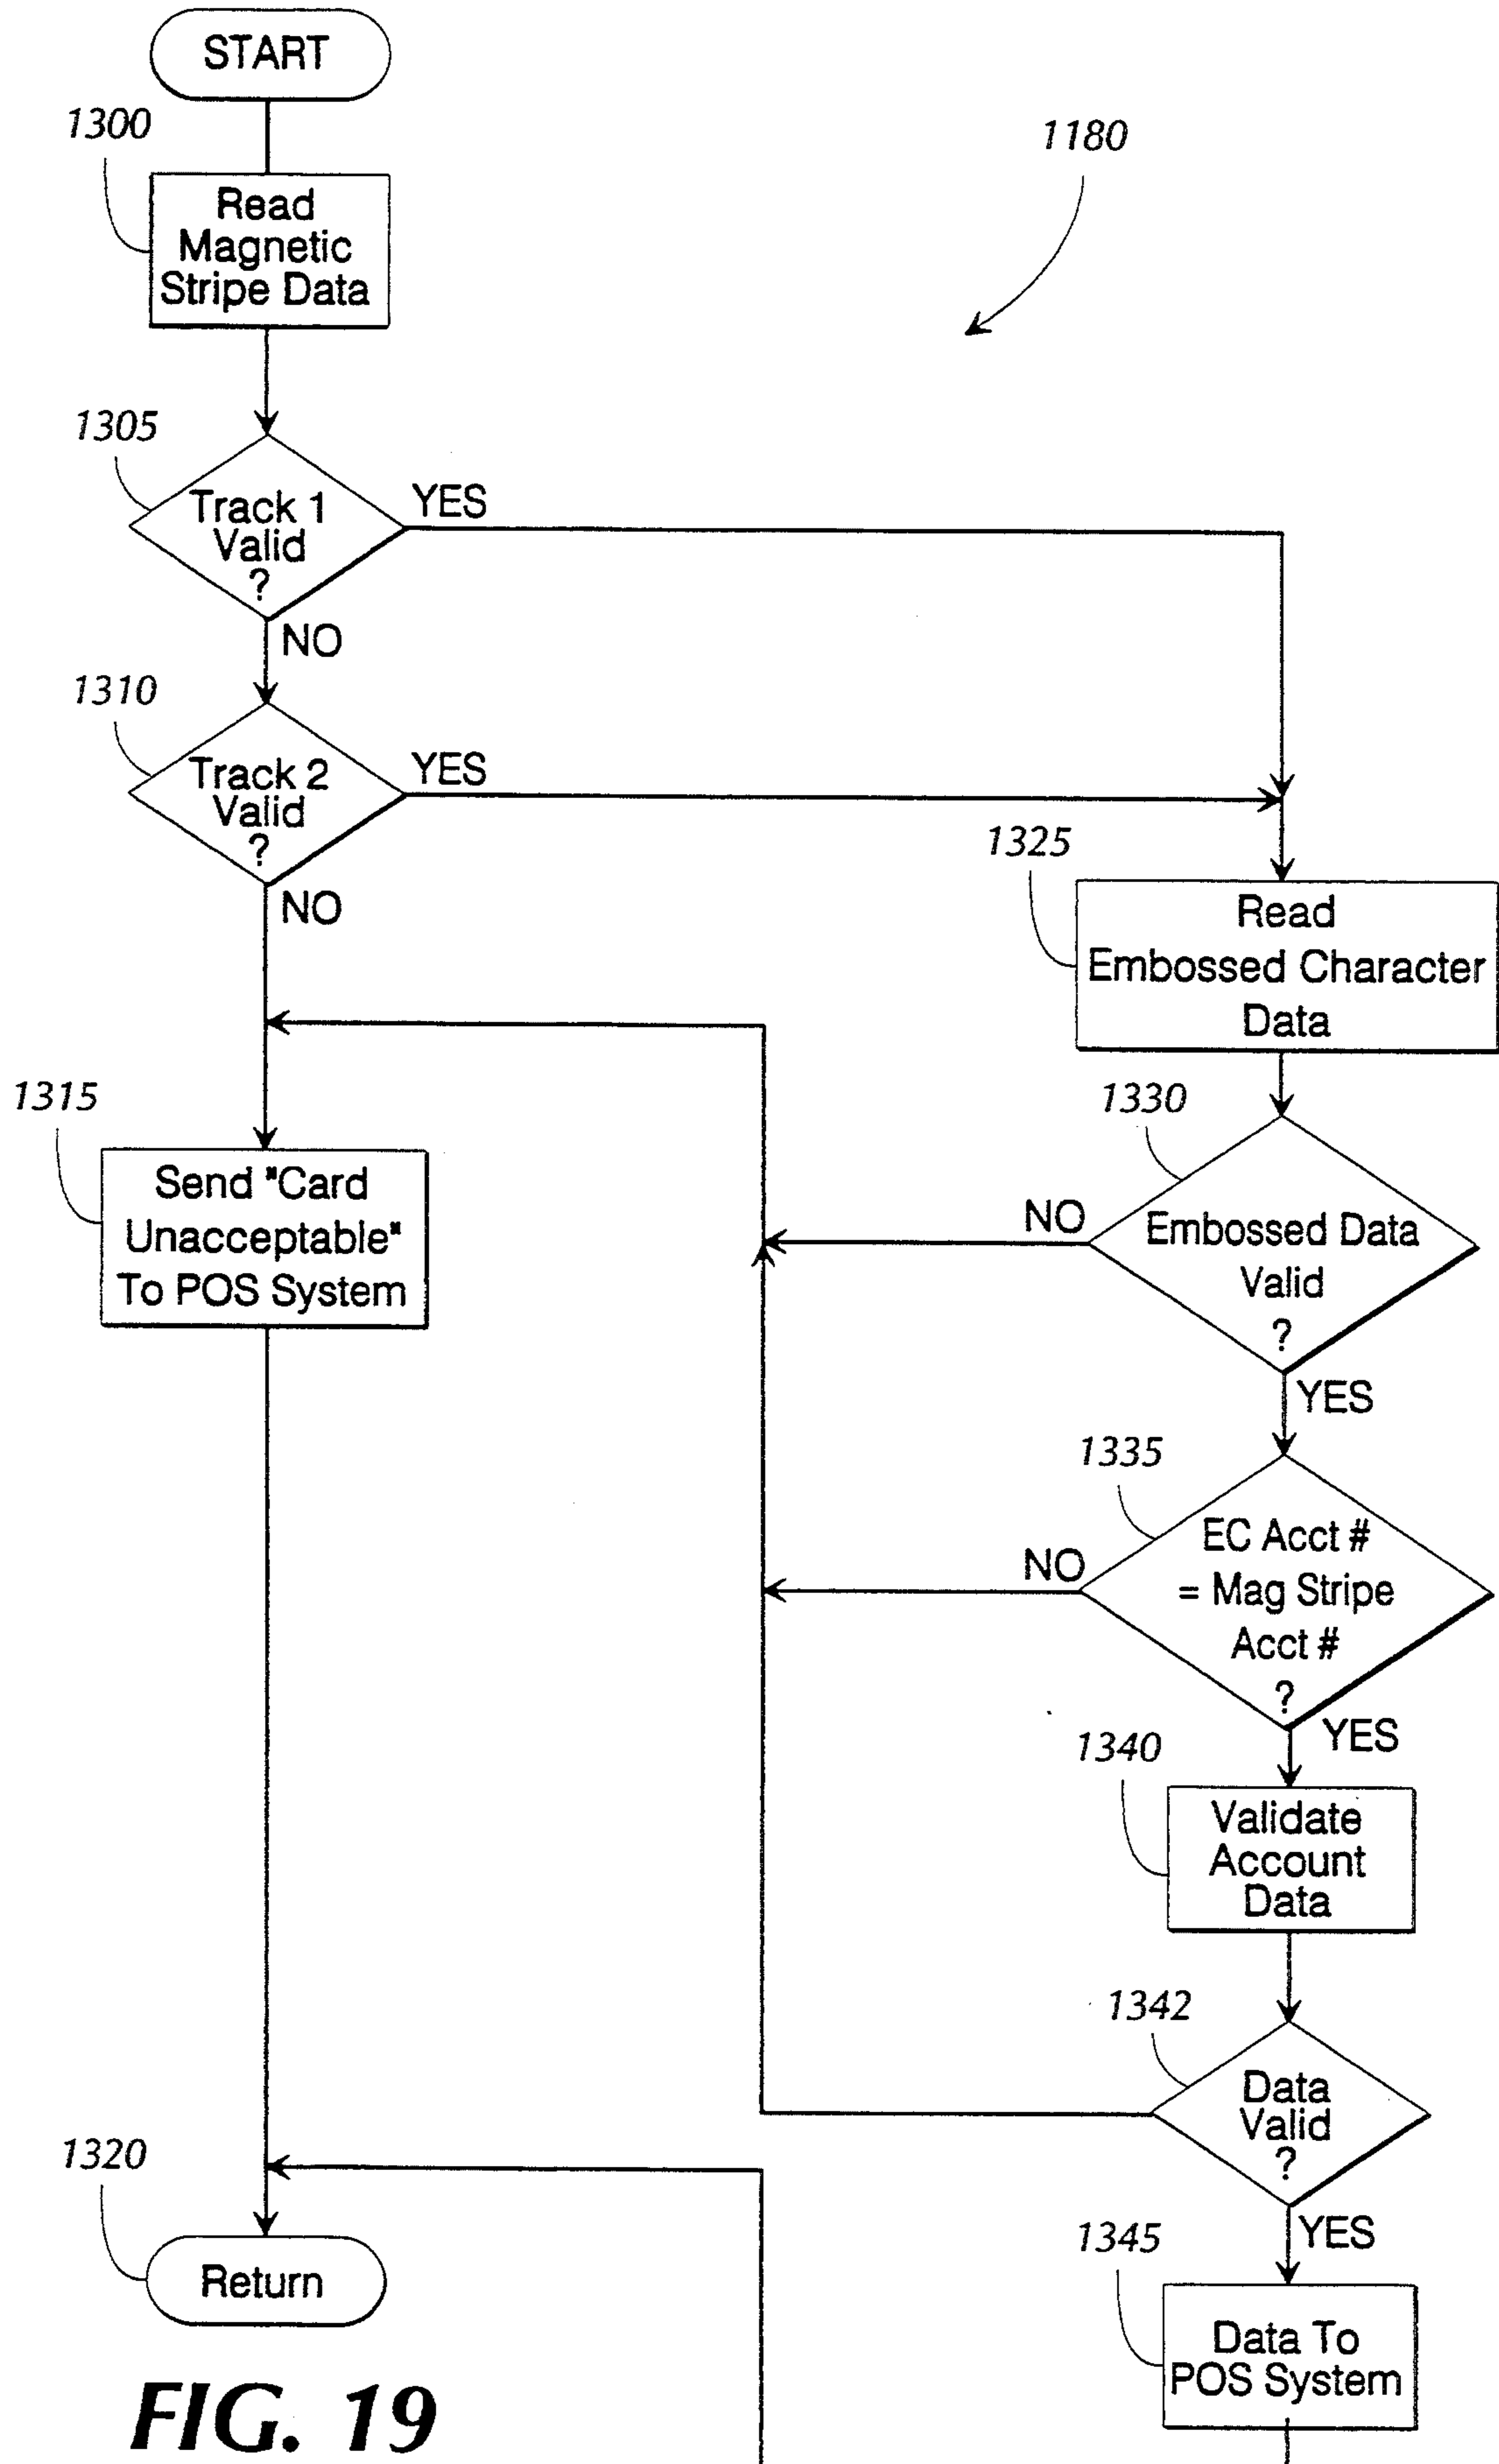 START
1300
1180
Read
Magnetic
Stripe Data
1305
Track 1
Valid
?
YES
NO
1310
Track 2
Valid
?
YES
NO
1325
Read
Embossed Character
Data
1315
Send "Card
Unacceptable"
To POS System
1330
NO
Embossed Data
Valid
?
YES
1335
NO
EC Acct #
= Mag Stripe
Acct #
?
YES
1340
Validate
Account
Data
1342
Data
Valid
?
YES
1320
Return
1345
Data To
POS System
FIG. 19